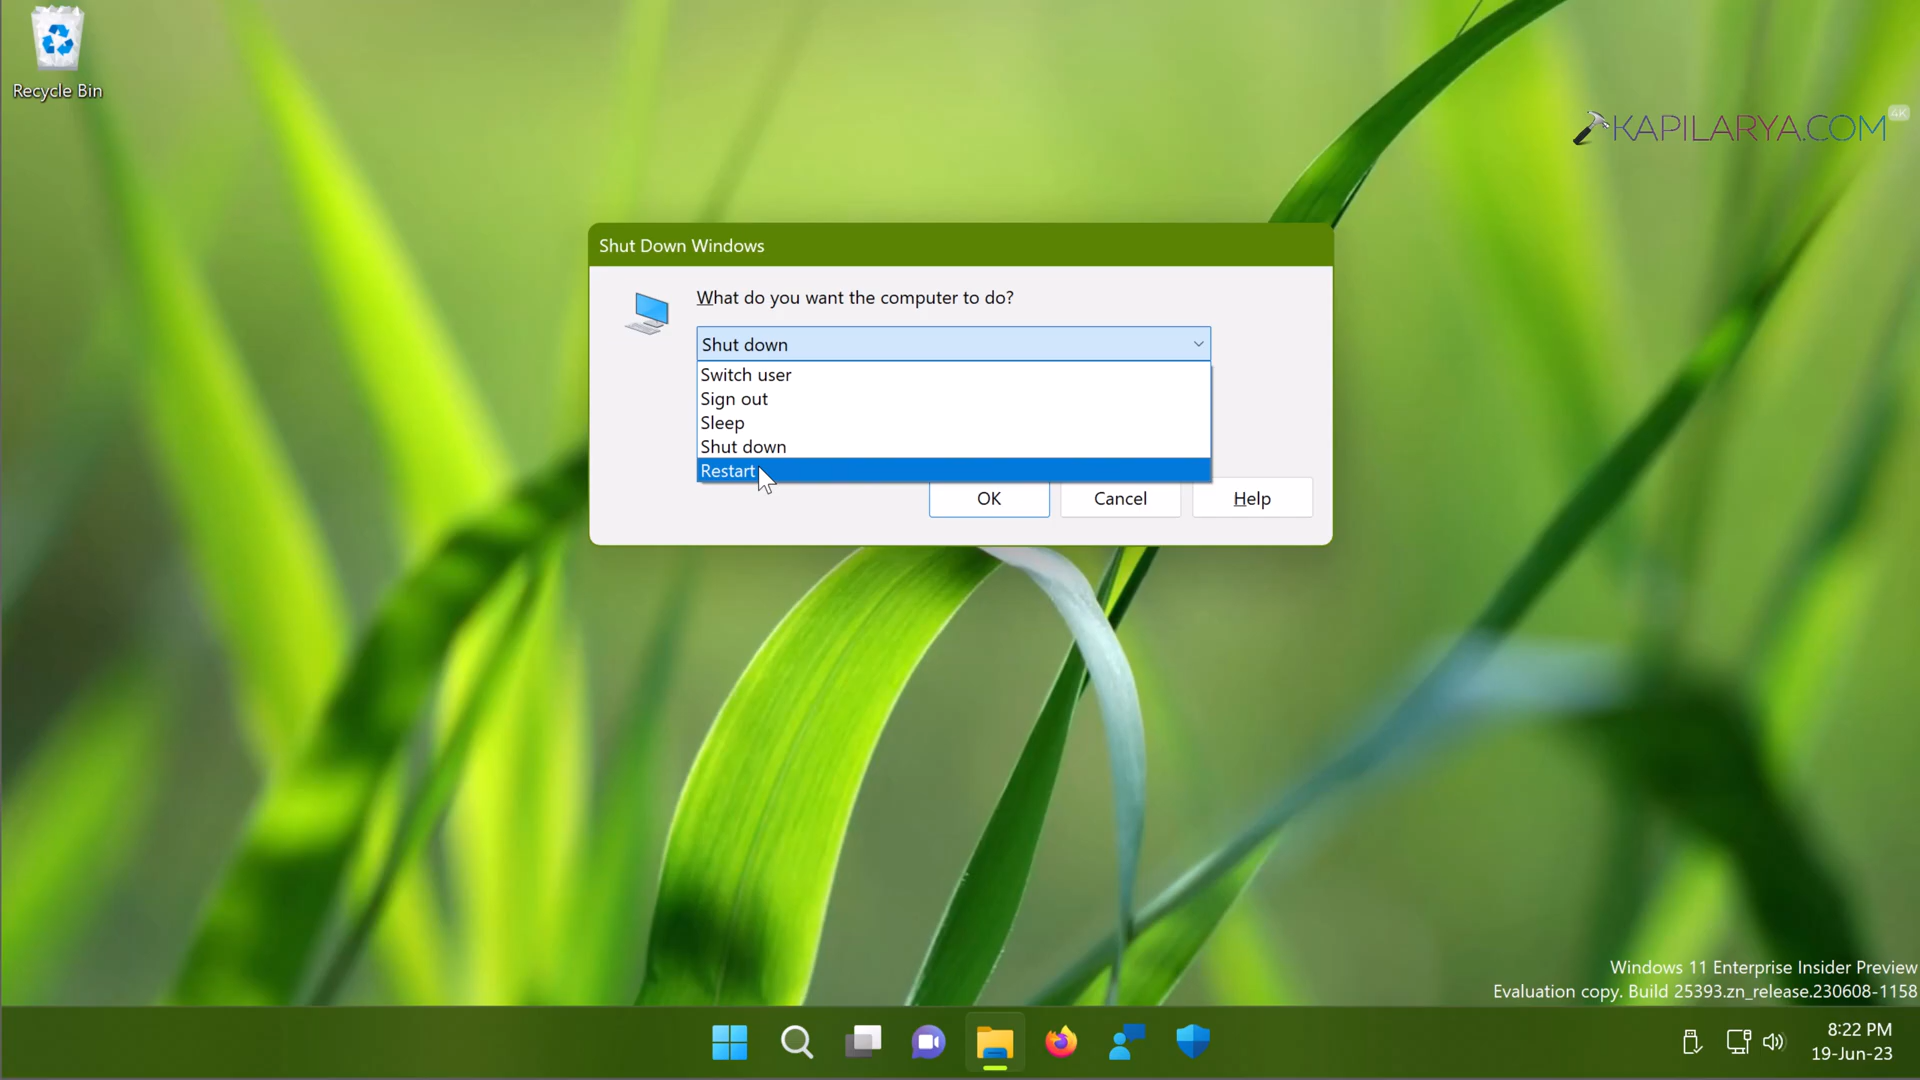 Recycle Bin
KAPILARYA.COM
4K
Shut Down Windows
What do you want the computer to do?
Shut down
Switch user
Sign out
Sleep
Shut down
Restart
OK
Cancel
Help
Windows 11 Enterprise Insider Preview
Evaluation copy. Build 25393.zn_release.230608-1158
8:22 PM
19-Jun-23